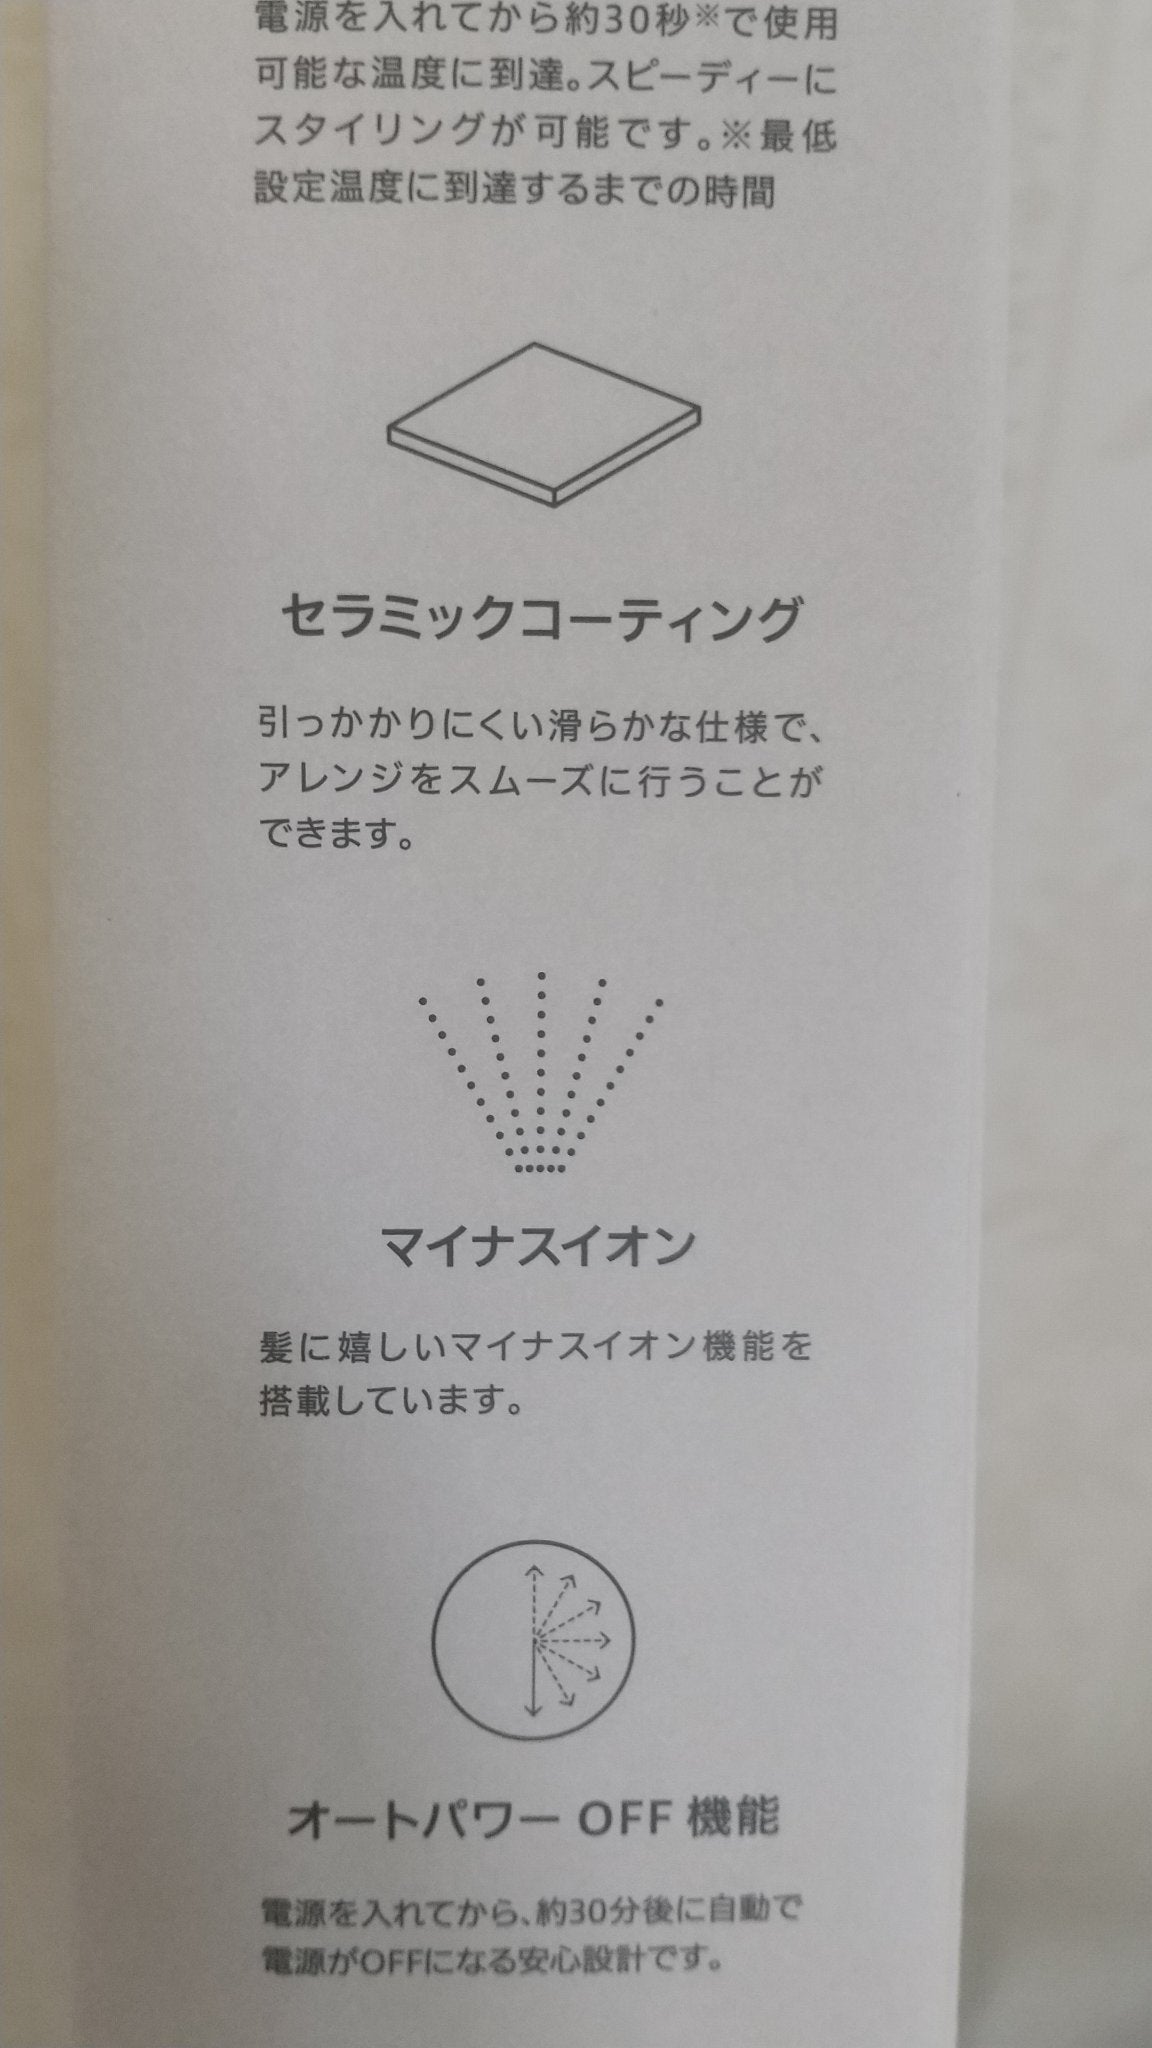 電源を入れてから約30秒※で使用
可能な温度に到達。スピーディーに
スタイリングが可能です。※最低
設定温度に到達するまでの時間
セラミックコーティング
引っかかりにくい滑らかな仕様で、
アレンジをスムーズに行うことが
できます。
マイナスイオン
髪に嬉しいマイナスイオン機能を
搭載しています。
オートパワー OFF 機能
電源を入れてから、約30分後に自動で
電源がOFFになる安心設計です。